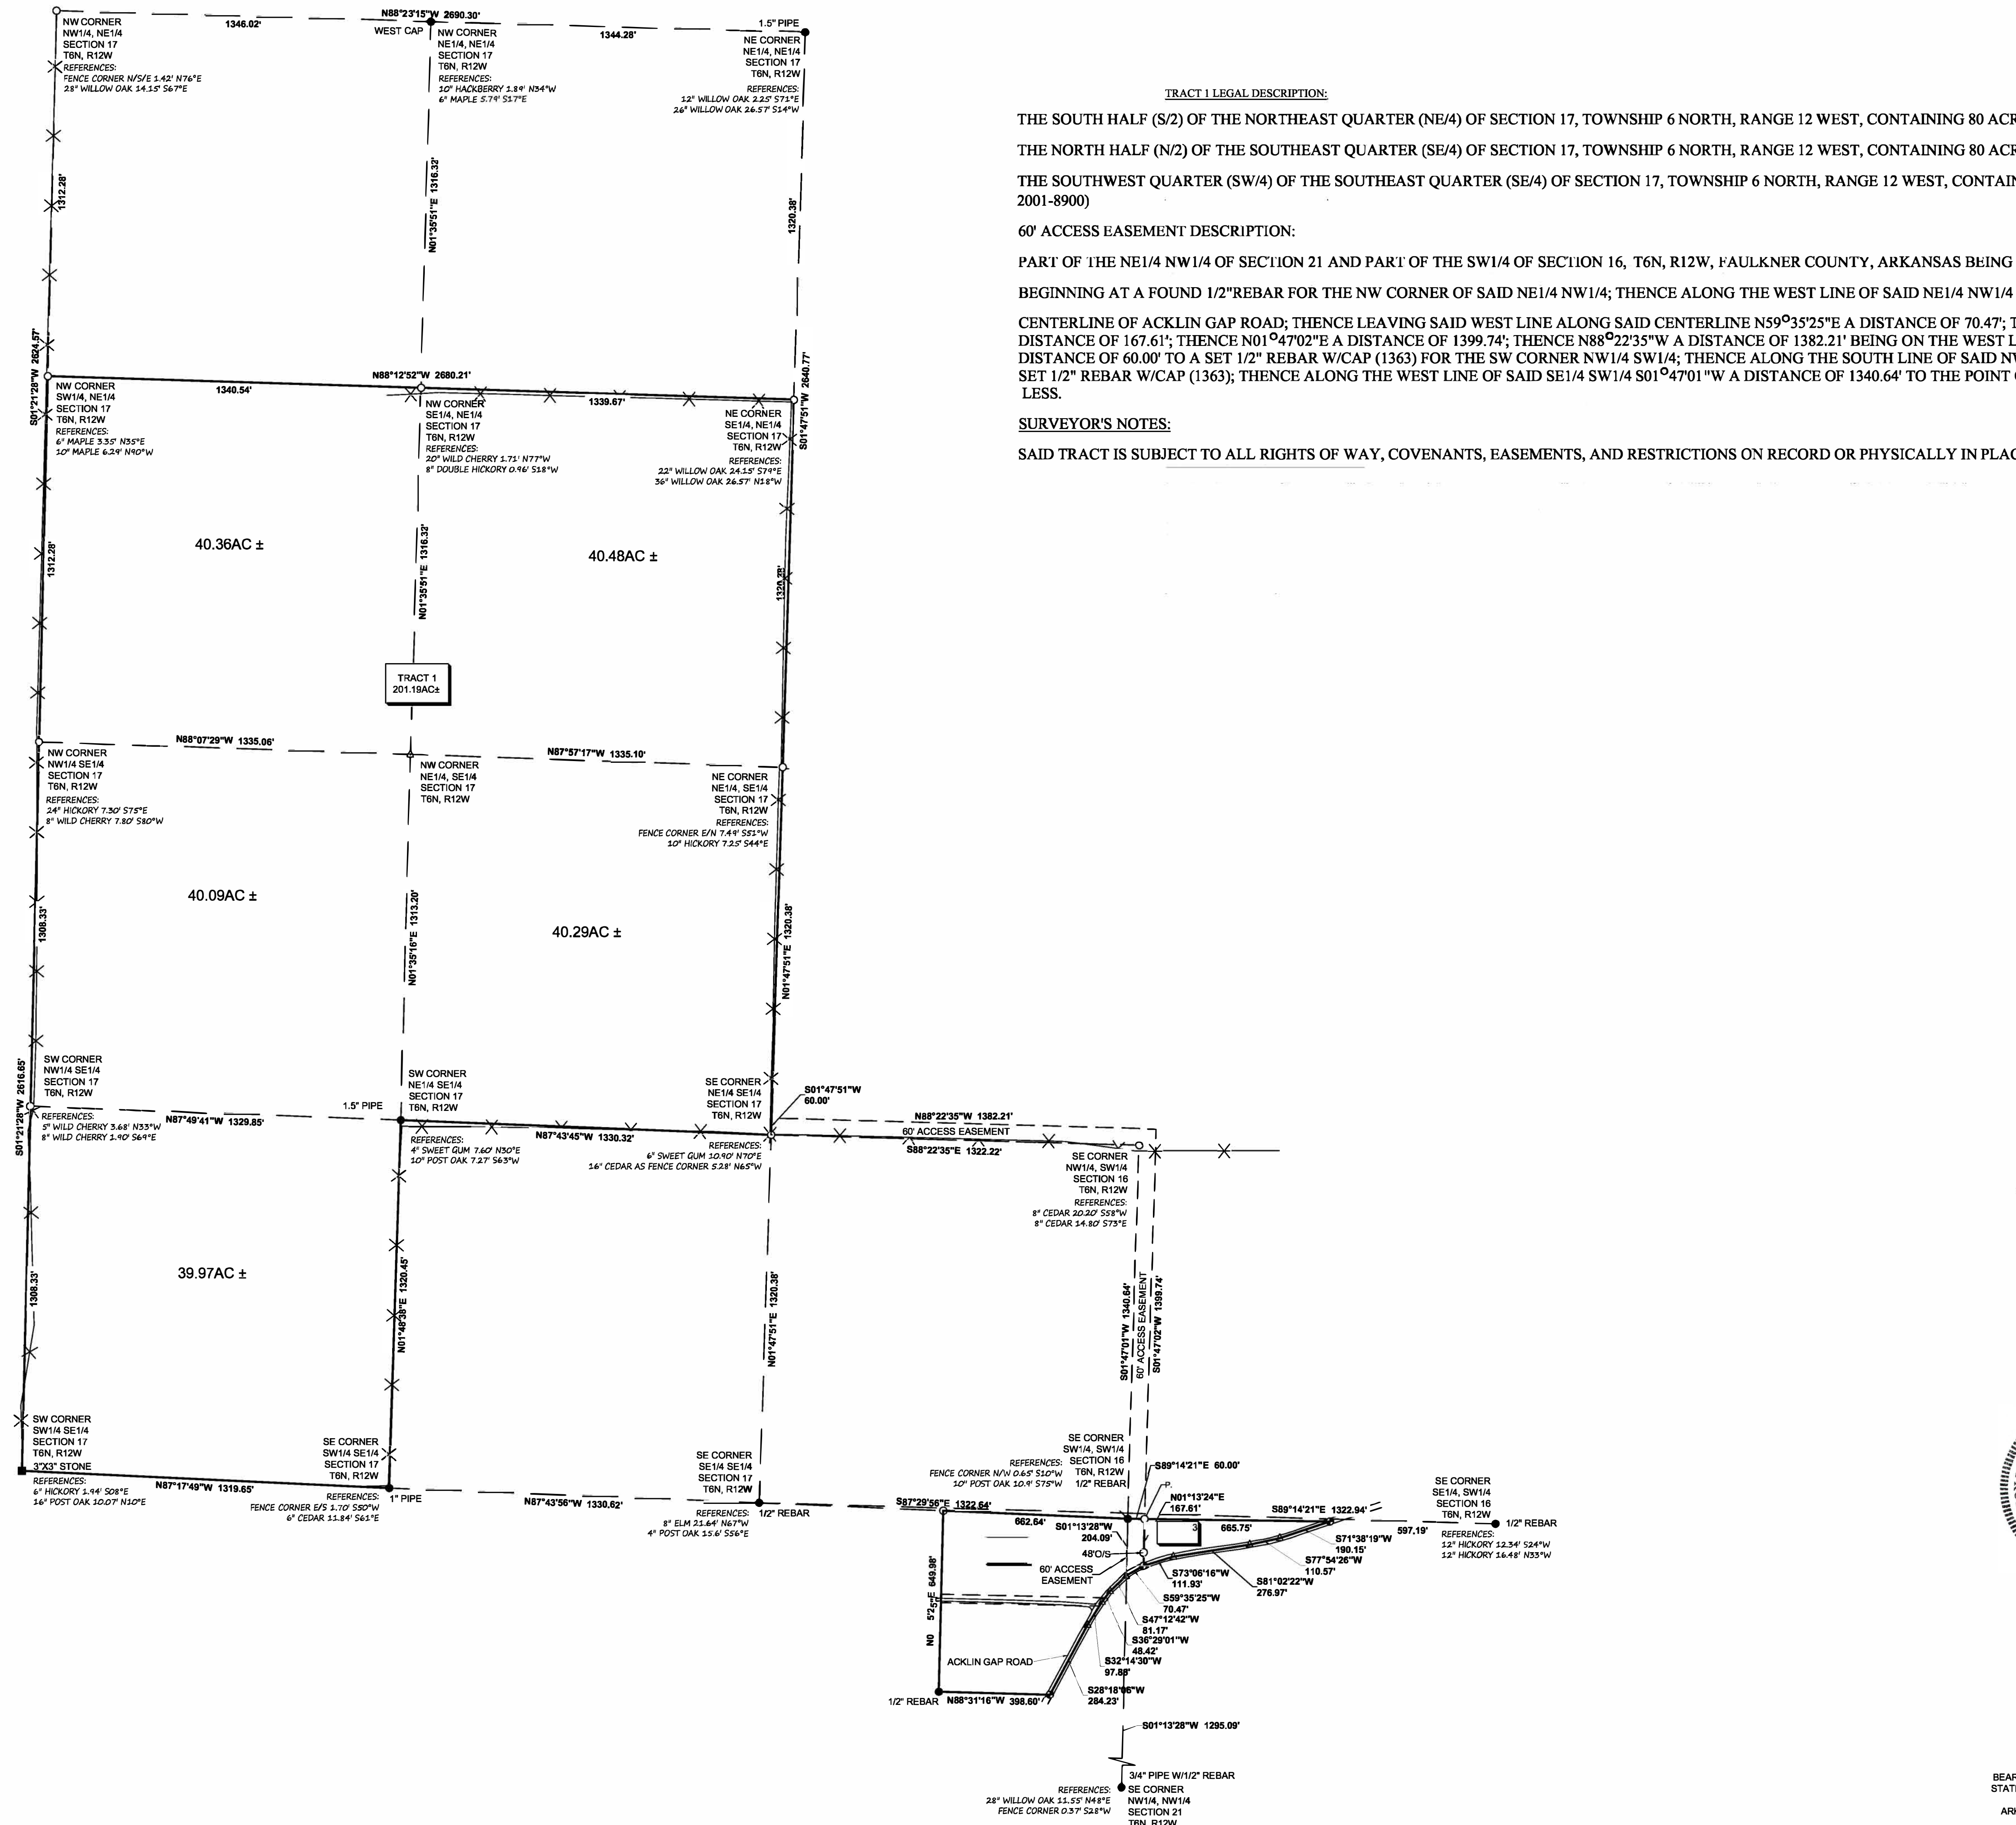 N88°23'15"W 2690.30'
1346.02'
WEST CAP
1344.28'
1.5" PIPE
NW CORNER
NW1/4, NE1/4
SECTION 17
T6N, R12W
REFERENCES:
FENCE CORNER N/S/E 1.42' N76°E
28" WILLOW OAK 14.15' S67°E
NW CORNER
NE1/4, NE1/4
SECTION 17
T6N, R12W
REFERENCES:
10" HACKBERRY 1.89' N34°W
6" MAPLE 5.79' S17°E
NE CORNER
NE1/4, NE1/4
SECTION 17
T6N, R12W
REFERENCES:
12" WILLOW OAK 2.25' S71°E
26" WILLOW OAK 26.57' S14°W
1312.28'
N01°35'51"E 1316.32'
1320.38'
TRACT 1 LEGAL DESCRIPTION:
THE SOUTH HALF (S/2) OF THE NORTHEAST QUARTER (NE/4) OF SECTION 17, TOWNSHIP 6 NORTH, RANGE 12 WEST, CONTAINING 80 ACR
THE NORTH HALF (N/2) OF THE SOUTHEAST QUARTER (SE/4) OF SECTION 17, TOWNSHIP 6 NORTH, RANGE 12 WEST, CONTAINING 80 ACR
THE SOUTHWEST QUARTER (SW/4) OF THE SOUTHEAST QUARTER (SE/4) OF SECTION 17, TOWNSHIP 6 NORTH, RANGE 12 WEST, CONTAIN
2001-8900)
60' ACCESS EASEMENT DESCRIPTION:
PART OF THE NE1/4 NW1/4 OF SECTION 21 AND PART OF THE SW1/4 OF SECTION 16, T6N, R12W, FAULKNER COUNTY, ARKANSAS BEING
BEGINNING AT A FOUND 1/2"REBAR FOR THE NW CORNER OF SAID NE1/4 NW1/4; THENCE ALONG THE WEST LINE OF SAID NE1/4 NW1/4
CENTERLINE OF ACKLIN GAP ROAD; THENCE LEAVING SAID WEST LINE ALONG SAID CENTERLINE N59°35'25"E A DISTANCE OF 70.47'; T
DISTANCE OF 167.61'; THENCE N01°47'02"E A DISTANCE OF 1399.74'; THENCE N88°22'35"W A DISTANCE OF 1382.21' BEING ON THE WEST L
DISTANCE OF 60.00' TO A SET 1/2" REBAR W/CAP (1363) FOR THE SW CORNER NW1/4 SW1/4; THENCE ALONG THE SOUTH LINE OF SAID NW
SET 1/2" REBAR W/CAP (1363); THENCE ALONG THE WEST LINE OF SAID SE1/4 SW1/4 S01°47'01"W A DISTANCE OF 1340.64' TO THE POINT
LESS.
SURVEYOR'S NOTES:
SAID TRACT IS SUBJECT TO ALL RIGHTS OF WAY, COVENANTS, EASEMENTS, AND RESTRICTIONS ON RECORD OR PHYSICALLY IN PLAC
S01°21'28"W 2624.57'
N88°12'52"W 2680.21'
1340.54'
1339.67'
S01°47'51"W 2640.77'
NW CORNER
SW1/4, NE1/4
SECTION 17
T6N, R12W
REFERENCES:
6" MAPLE 3.35' N35°E
10" MAPLE 6.29' N90°W
NW CORNER
SE1/4, NE1/4
SECTION 17
T6N, R12W
REFERENCES:
20" WILD CHERRY 1.71' N77°W
8" DOUBLE HICKORY 0.96' S18°W
NE CORNER
SE1/4, NE1/4
SECTION 17
T6N, R12W
REFERENCES:
22" WILLOW OAK 24.15' S79°E
36" WILLOW OAK 26.57' N18°W
40.36AC ±
40.48AC ±
1312.28'
N01°35'51"E 1316.32'
1320.38'
TRACT 1
201.19AC±
N88°07'29"W 1335.06'
N87°57'17"W 1335.10'
NW CORNER
NW1/4 SE1/4
SECTION 17
T6N, R12W
REFERENCES:
24" HICKORY 7.30' S75°E
8" WILD CHERRY 7.80' S80°W
NW CORNER
NE1/4, SE1/4
SECTION 17
T6N, R12W
NE CORNER
NE1/4, SE1/4
SECTION 17
T6N, R12W
REFERENCES:
FENCE CORNER E/N 7.49' S51°W
10" HICKORY 7.25' S44°E
40.09AC ±
40.29AC ±
1308.33'
N01°35'16"E 1313.20'
N01°47'51"E 1320.38'
S01°21'28"W 2616.65'
SW CORNER
NW1/4 SE1/4
SECTION 17
T6N, R12W
REFERENCES:
5" WILD CHERRY 3.68' N33°W
8" WILD CHERRY 1.90' S69°E
N87°49'41"W 1329.85'
1.5" PIPE
SW CORNER
NE1/4 SE1/4
SECTION 17
T6N, R12W
REFERENCES:
4" SWEET GUM 7.60' N30°E
10" POST OAK 7.27' S63°W
N87°43'45"W 1330.32'
SE CORNER
NE1/4 SE1/4
SECTION 17
T6N, R12W
REFERENCES:
6" SWEET GUM 10.90' N70°E
16" CEDAR AS FENCE CORNER 5.28' N65°W
S01°47'51"W
60.00'
N88°22'35"W 1382.21'
60' ACCESS EASEMENT
S88°22'35"E 1322.22'
SE CORNER
NW1/4, SW1/4
SECTION 16
T6N, R12W
REFERENCES:
8" CEDAR 20.20' S58°W
8" CEDAR 14.80' S73°E
39.97AC ±
1308.33'
N01°48'38"E 1320.45'
N01°47'51"E 1320.38'
S01°47'01"W 1340.64'
60' ACCESS EASEMENT
S01°47'02"W 1399.74'
SW CORNER
SW1/4 SE1/4
SECTION 17
T6N, R12W
3"X3" STONE
REFERENCES:
6" HICKORY 1.94' S08°E
16" POST OAK 10.07' N10°E
N87°17'49"W 1319.65'
SE CORNER
SW1/4 SE1/4
SECTION 17
T6N, R12W
REFERENCES:
FENCE CORNER E/S 1.70' S50°W
6" CEDAR 11.84' S61°E
1" PIPE
N87°43'56"W 1330.62'
SE CORNER
SE1/4 SE1/4
SECTION 17
T6N, R12W
1/2" REBAR
REFERENCES:
8" ELM 21.64' N67°W
4" POST OAK 15.6' S56°E
SE CORNER
SW1/4, SW1/4
SECTION 16
T6N, R12W
1/2" REBAR
REFERENCES:
FENCE CORNER N/W 0.65' S10°W
10" POST OAK 10.9' S75°W
S89°14'21"E 60.00'
P.
N01°13'24"E
167.61'
S87°29'56"E 1322.64'
662.64'
S01°13'28"W
204.09'
48'O/S
60' ACCESS
EASEMENT
3
665.75'
S89°14'21"E 1322.94'
597.19'
SE CORNER
SE1/4, SW1/4
SECTION 16
T6N, R12W
1/2" REBAR
REFERENCES:
12" HICKORY 12.34' S24°W
12" HICKORY 16.48' N33°W
S71°38'19"W
190.15'
S77°54'26"W
110.57'
S81°02'22"W
276.97'
S73°06'16"W
111.93'
S59°35'25"W
70.47'
S47°12'42"W
81.17'
S36°29'01"W
48.42'
S32°14'30"W
97.88'
S28°18'06"W
284.23'
649.98'
ACKLIN GAP ROAD
1/2" REBAR
N88°31'16"W 398.60'
S01°13'28"W 1295.09'
3/4" PIPE W/1/2" REBAR
SE CORNER
NW1/4, NW1/4
SECTION 21
T6N, R12W
REFERENCES:
28" WILLOW OAK 11.55' N48°E
FENCE CORNER 0.37' S28°W
BEAR
STAT